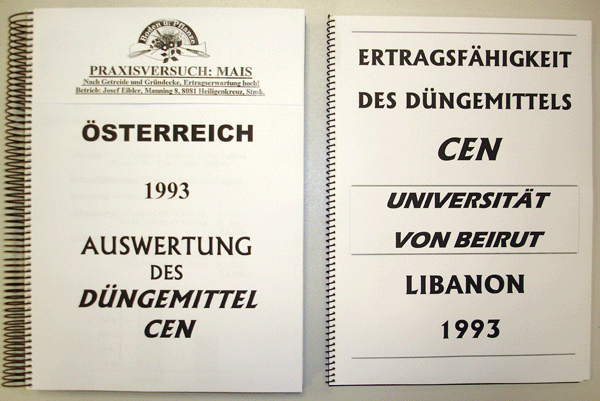 Boden u. Pflanze
PRAXISVERSUCH: MAIS
Nach Getreide und Gründecke, Ertragserwartung hoch!
Betrieb: Josef Eibler, Manning 8, 8081 Heiligenkreuz, Stmk.
ÖSTERREICH
1993
AUSWERTUNG
DES
DÜNGEMITTEL
CEN
ERTRAGSFÄHIGKEIT
DES DÜNGEMITTELS
CEN
UNIVERSITÄT
VON BEIRUT
LIBANON
1993